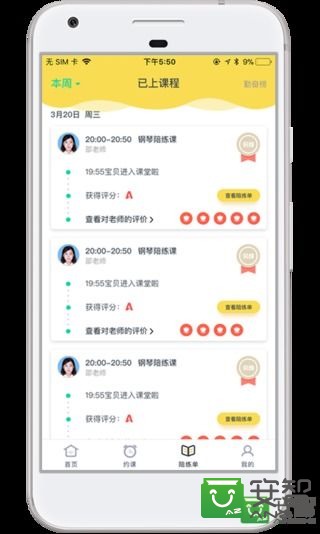 无 SIM 卡 下午5:50 9%
本周 已上课程 勤奋榜
3月20日 周三
20:00-20:50 钢琴陪练课
邵老师
19:55宝贝进入课堂啦
获得评分: A 查看陪练单
查看对老师的评价>
20:00-20:50 钢琴陪练课
邵老师
19:55宝贝进入课堂啦
获得评分: A 查看陪练单
查看对老师的评价>
20:00-20:50 钢琴陪练课
邵老师
19:55宝贝进入课堂啦
获得评分: A 查看陪练单
首页 约课 陪练单 我的
安知
AZ